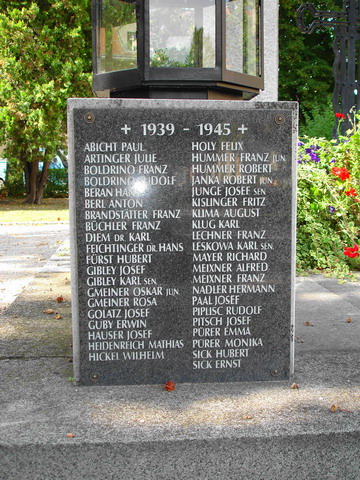 + 1939 - 1945 +
ABICHT PAUL
ARTINGER JULIE
BOLDRINO FRANZ
BOLDRINO RUDOLF
BERAN HANS
BERL ANTON
BRANDSTÄTTER FRANZ
BÜCHLER FRANZ
DIEM DR. KARL
FEICHTINGER DR. HANS
FÜRST HUBERT
GIBLEY JOSEF
GIBLEY KARL SEN.
GMEINER OSKAR JUN.
GMEINER ROSA
GOLATZ JOSEF
GUBY ERWIN
HAUSER JOSEF
HEIDENREICH MATHIAS
HICKEL WILHELM
HOLY FELIX
HUMMER FRANZ JUN.
HUMMER ROBERT
JANKA ROBERT JUN.
JUNGE JOSEF SEN.
KISLINGER FRITZ
KLIMA AUGUST
KLUG KARL
LECHNER FRANZ
LESKOWA KARL SEN.
MAYER RICHARD
MEIXNER ALFRED
MEIXNER FRANZ
NADLER HERMANN
PAAL JOSEF
PIPLISC RUDOLF
PITSCH JOSEF
PÜRER EMMA
PÜRER MONIKA
SICK HUBERT
SICK ERNST